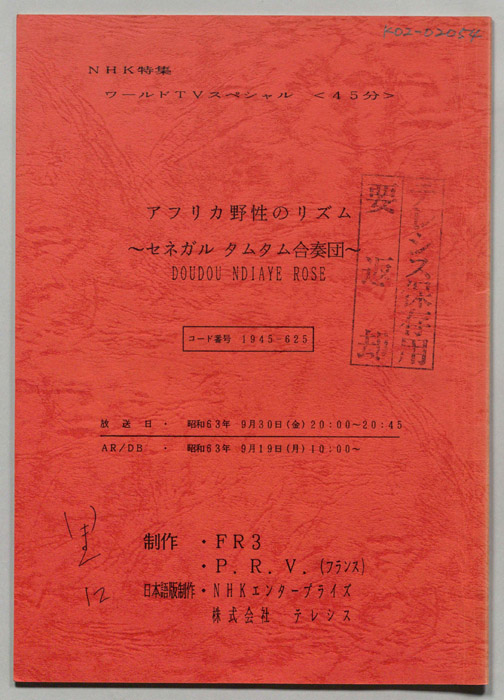 K02-02054
NHK特集
ワールドTVスペシャル <45分>
アフリカ野性のリズム
～セネガル タムタム合奏団～
DOUDOU NDIAYE ROSE
テレシス保存用
要返却
コード番号 1945-625
放送日・ 昭和63年 9月30日(金)20:00～20:45
AR/DB・ 昭和63年 9月19日(月)10:00～
制作 ・FR3
・P.R.V.(フランス)
日本語版制作・NHKエンタープライズ
株式会社 テレシス